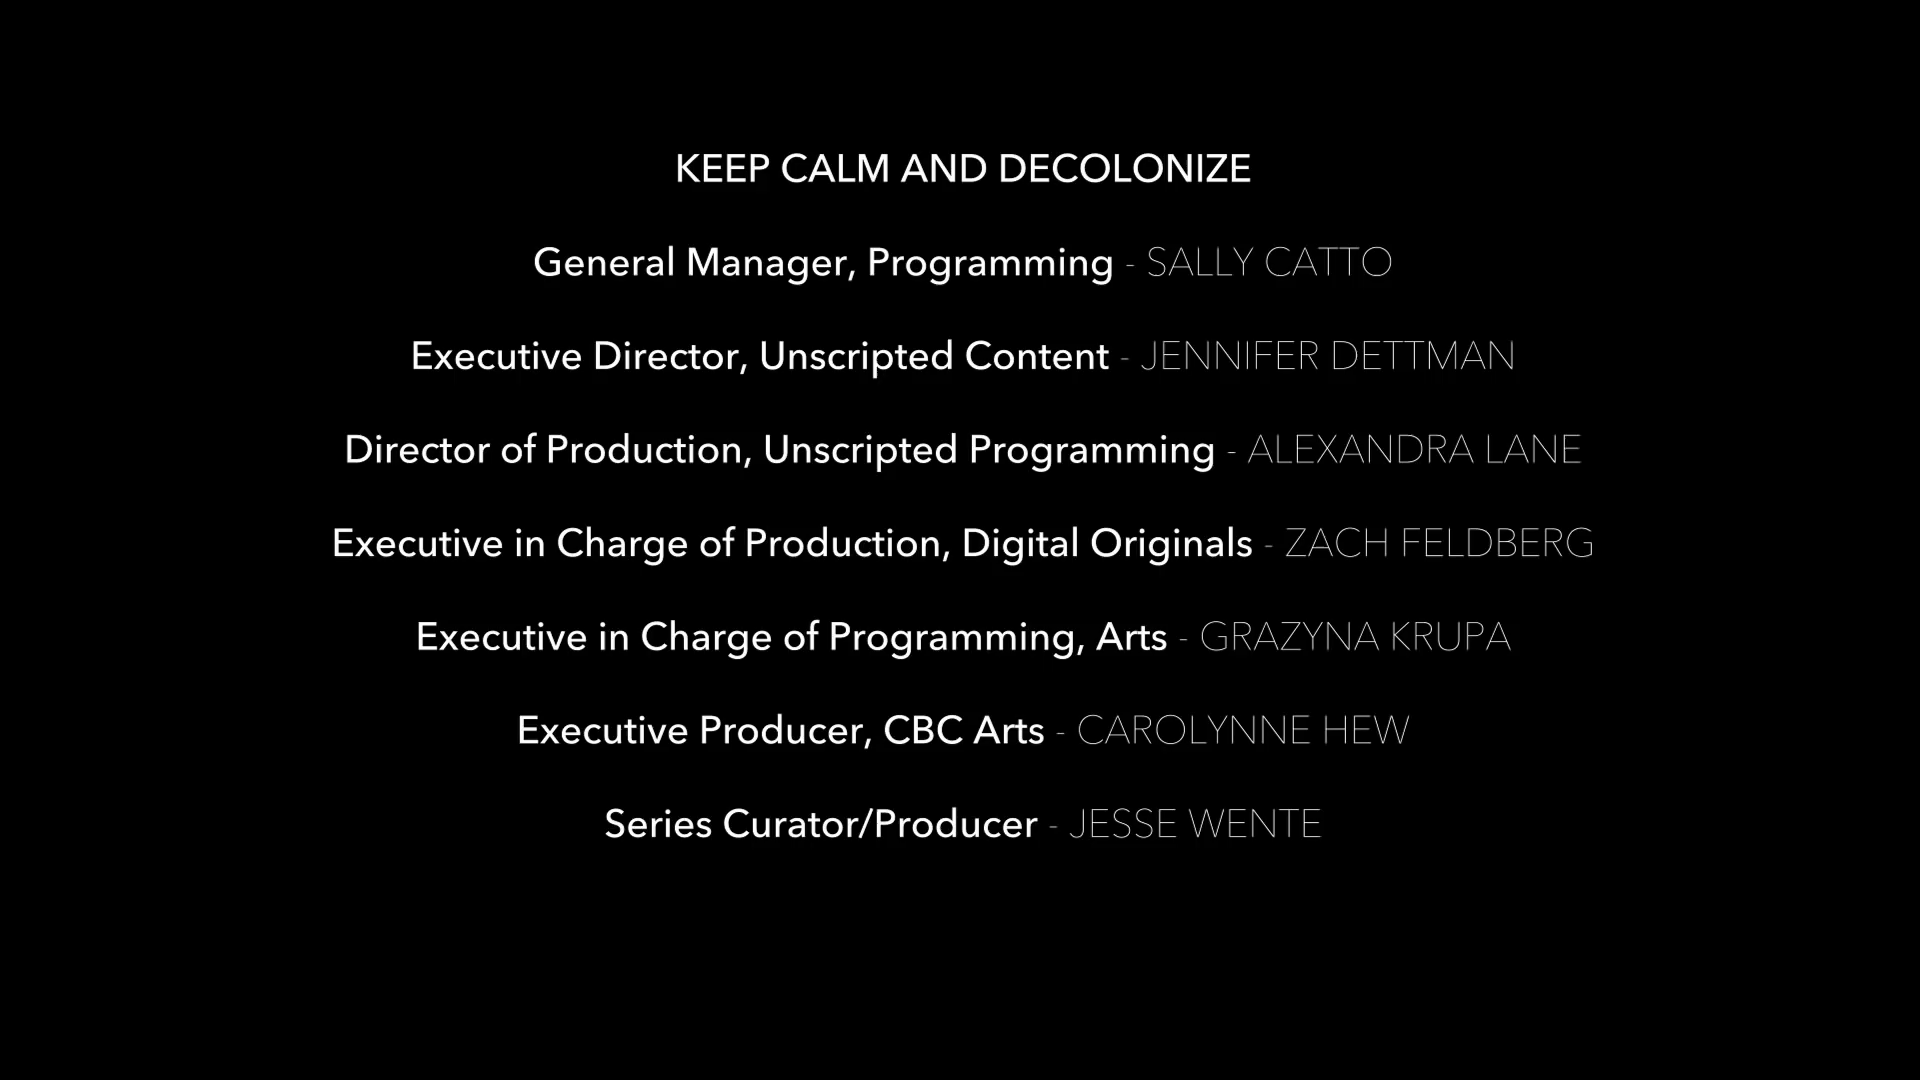 KEEP CALM AND DECOLONIZE
General Manager, Programming - SALLY CATTO
Executive Director, Unscripted Content - JENNIFER DETTMAN
Director of Production, Unscripted Programming - ALEXANDRA LANE
Executive in Charge of Production, Digital Originals - ZACH FELDBERG
Executive in Charge of Programming, Arts - GRAZYNA KRUPA
Executive Producer, CBC Arts - CAROLYNNE HEW
Series Curator/Producer - JESSE WENTE